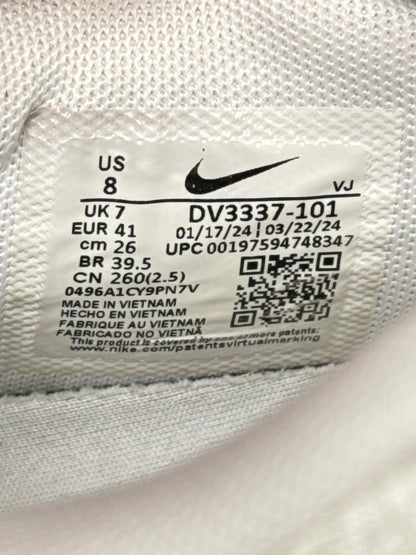 US
8
VJ
UK 7
DV3337-101
EUR 41
01/17/24 | 03/22/24
cm 26
UPC 00197594748347
BR 39.5
CN 260(2.5)
0496A1CY9PN7V
MADE IN VIETNAM
HECHO EN VIETNAM
FABRIQUE AU VIETNAM
FABRICADO NO VIETNÃ
This product is covered by one or more patents:
www.nike.com/patentsvirtualmarking